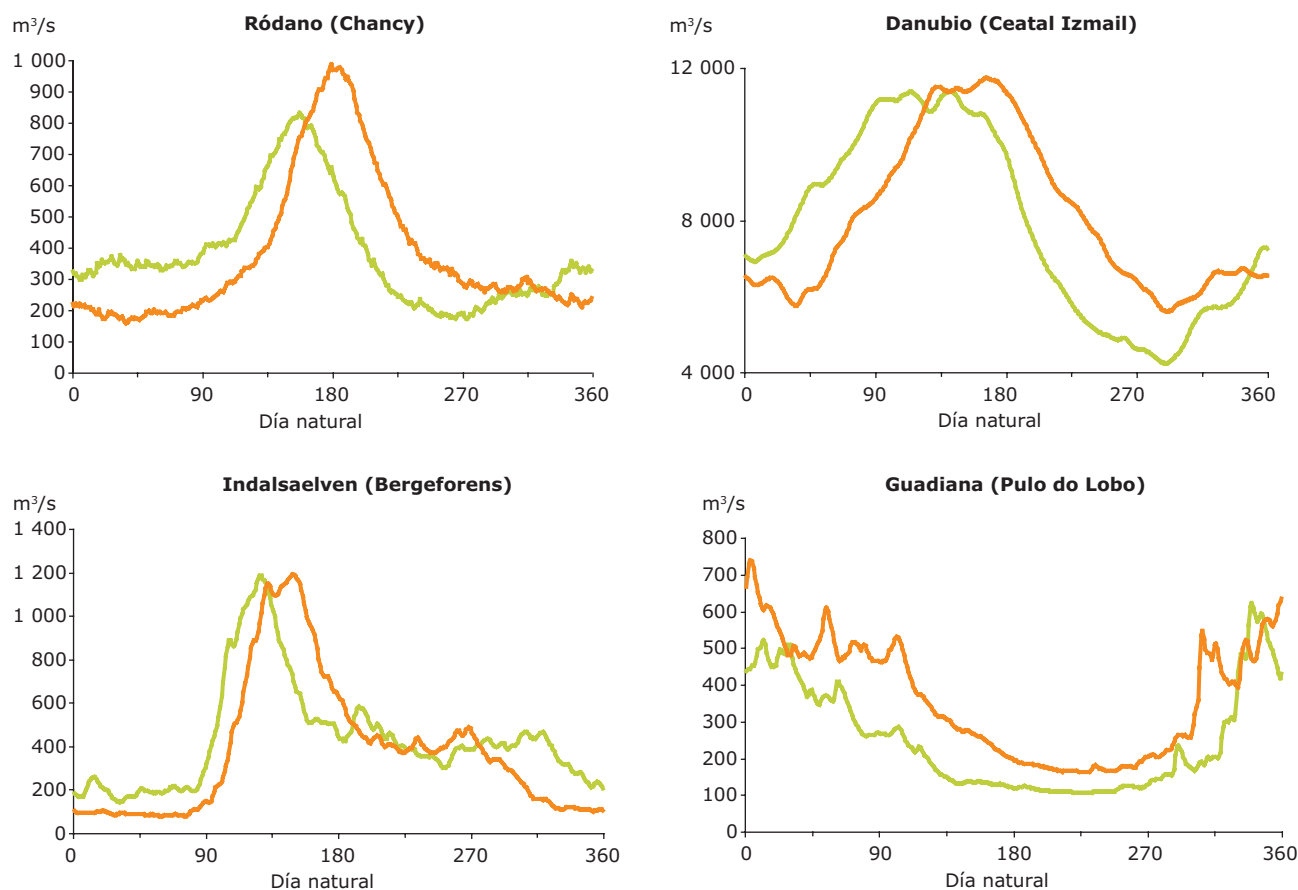 Ródano (Chancy)
m³/s
1 000
900
800
700
600
500
400
300
200
100
0
0 90 180 270 360
Día natural
Danubio (Ceatal Izmail)
m³/s
12 000
8 000
4 000
0 90 180 270 360
Día natural
Indalsaelven (Bergeforens)
m³/s
1 400
1 200
1 000
800
600
400
200
0
0 90 180 270 360
Día natural
Guadiana (Pulo do Lobo)
m³/s
800
700
600
500
400
300
200
100
0
0 90 180 270 360
Día natural